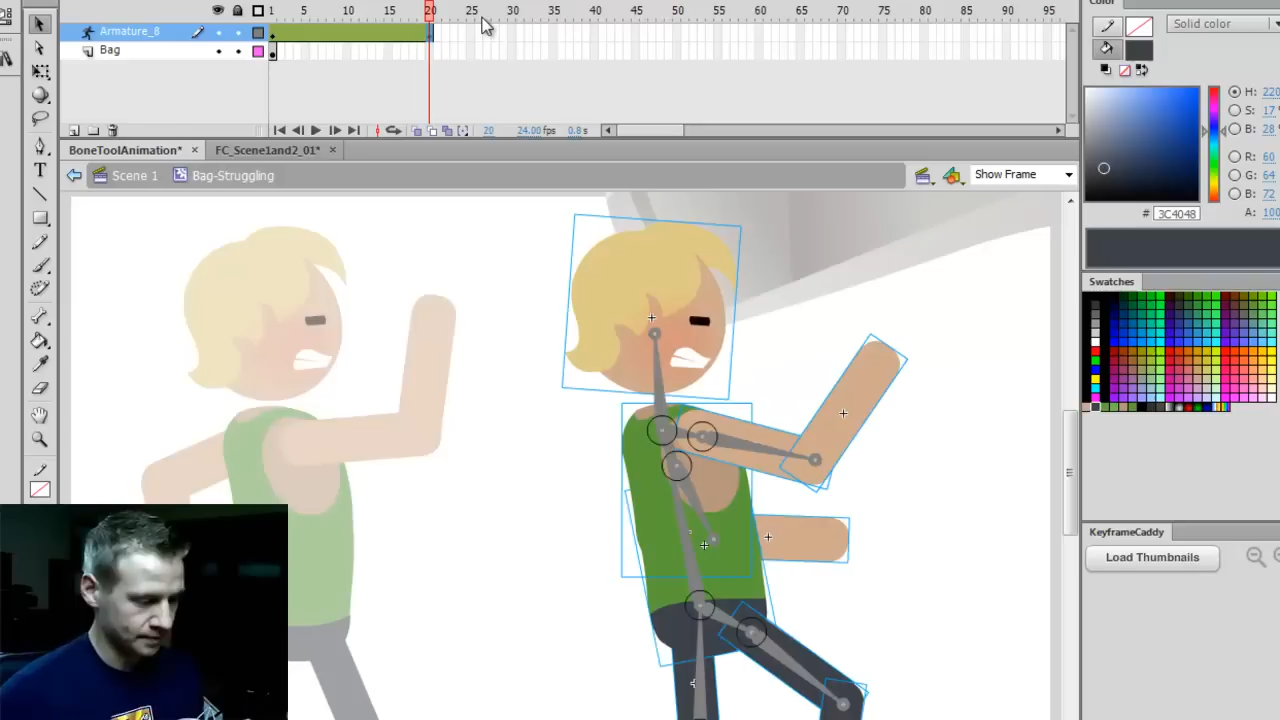 1 5 10 15 20 25 30 35 40 45 50 55 60 65 70 75 80 85 90 95
Armature_8
Bag
20 24.00 fps 0.8 s
BoneToolAnimation* × FC_Scene1and2_01* ×
Scene 1 Bag-Struggling Show Frame
Color
Solid color
H: 220
S: 17
B: 28
R: 60
G: 64
B: 72
# 3C4048 A: 100
Swatches
KeyframeCaddy
Load Thumbnails
T